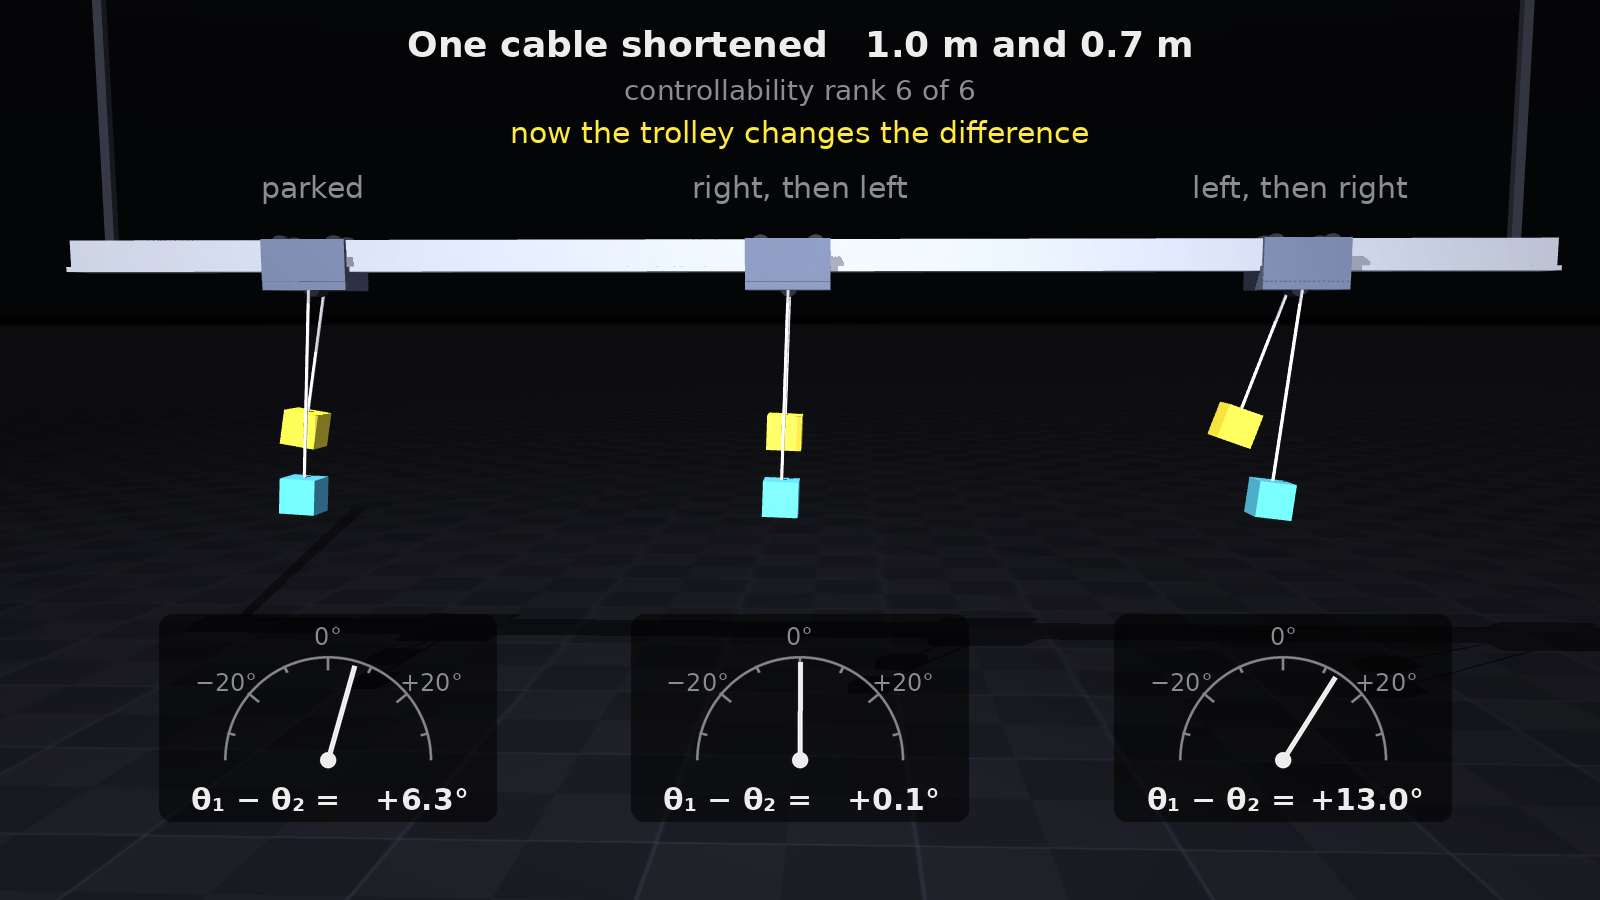 One cable shortened 1.0 m and 0.7 m
controllability rank 6 of 6
now the trolley changes the difference
parked
right, then left
left, then right
0°
−20°
+20°
θ₁ − θ₂ = +6.3°
0°
−20°
+20°
θ₁ − θ₂ = +0.1°
0°
−20°
+20°
θ₁ − θ₂ = +13.0°